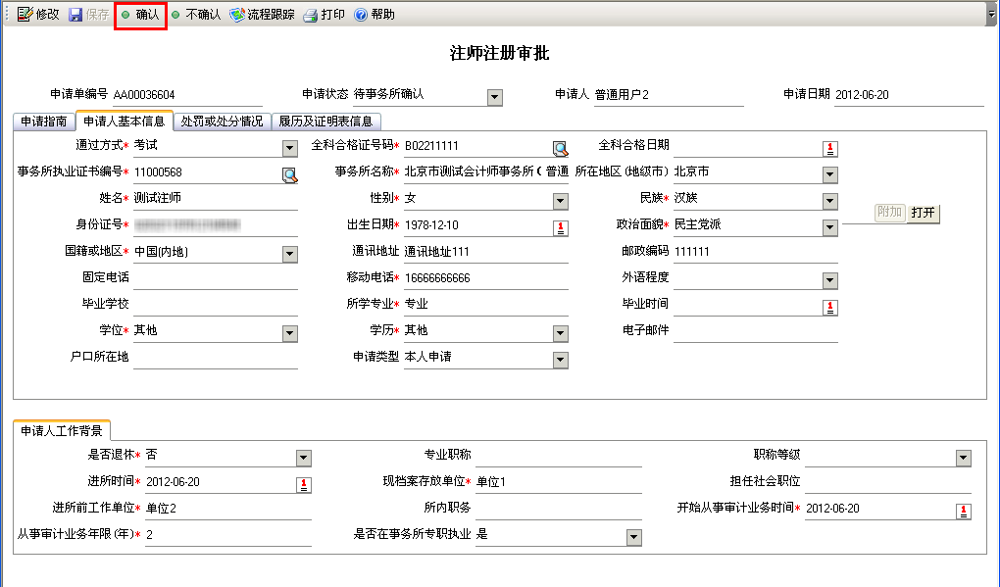 修改 保存 确认 不确认 流程跟踪 打印 帮助
注师注册审批
申请单编号 AA00036604 申请状态 待事务所确认 申请人 普通用户2 申请日期 2012-06-20
申请指南 申请人基本信息 处罚或处分情况 履历及证明表信息
通过方式* 考试 全科合格证号码* B02211111 全科合格日期
事务所执业证书编号* 11000568 事务所名称* 北京市测试会计师事务所(普通 所在地区(地级市) 北京市
姓名* 测试注师 性别* 女 民族* 汉族
附加 打开
身份证号* 出生日期* 1978-12-10 政治面貌* 民主党派
国籍或地区* 中国(内地) 通讯地址 通讯地址111 邮政编码 111111
固定电话 移动电话* 16666666666 外语程度
毕业学校 所学专业* 专业 毕业时间
学位* 其他 学历* 其他 电子邮件
户口所在地 申请类型 本人申请
申请人工作背景
是否退休* 否 专业职称 职称等级
进所时间* 2012-06-20 现档案存放单位* 单位1 担任社会职位
进所前工作单位* 单位2 所内职务 开始从事审计业务时间* 2012-06-20
从事审计业务年限(年)* 2 是否在事务所专职执业 是